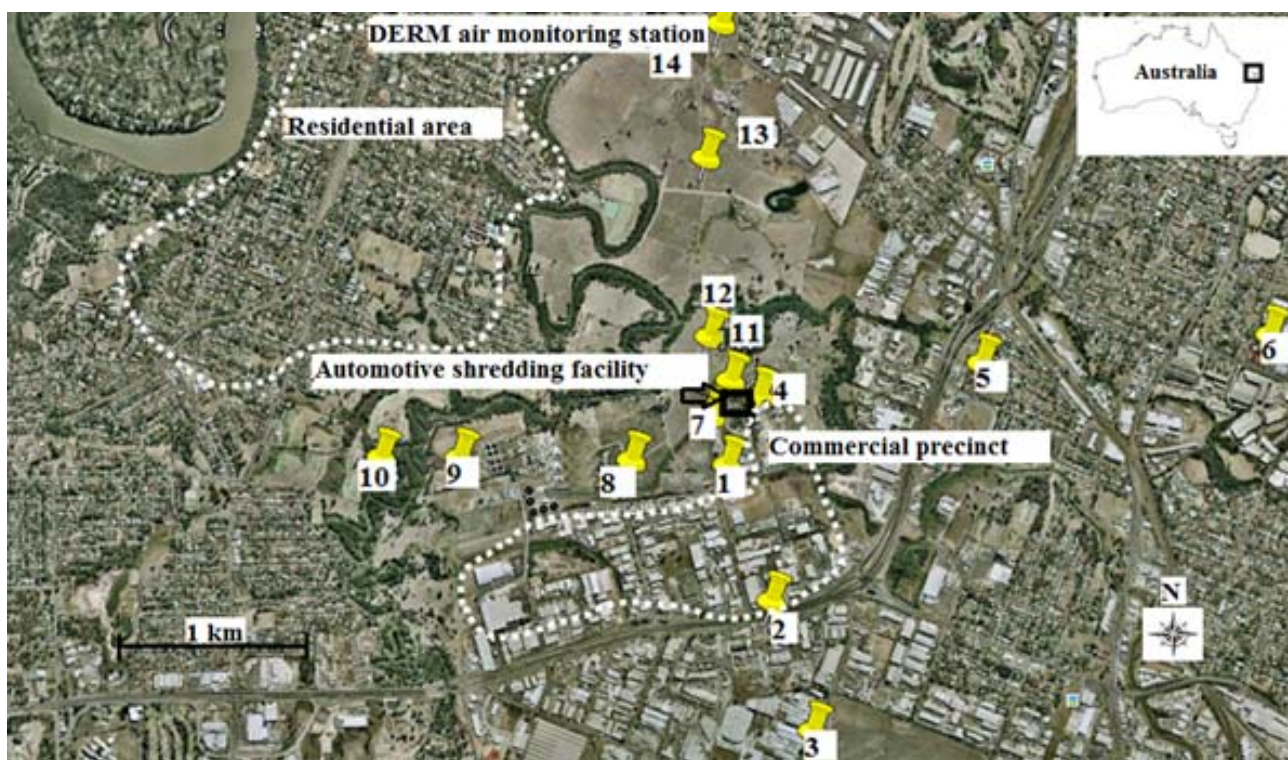 DERM air monitoring station
14
Australia
Residential area
13
12
11
6
Automotive shredding facility
5
4
7
Commercial precinct
10
9
8
1
N
1 km
2
3